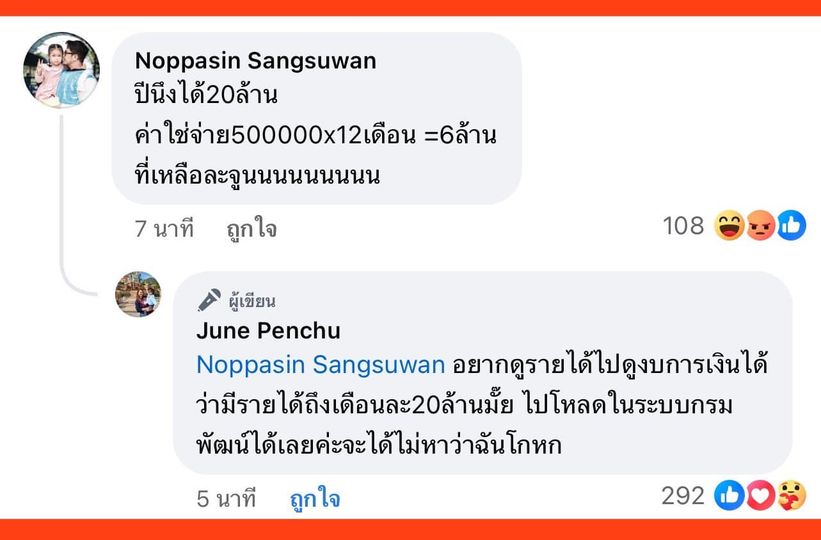 Noppasin Sangsuwan
ปีนึงได้20ล้าน
ค่าใช่จ่าย500000x12เดือน =6ล้าน
ที่เหลือละจูนนนนนนนนน
7 นาที ถูกใจ 108
ผู้เขียน
June Penchu
Noppasin Sangsuwan อยากดูรายได้ไปดูงบการเงินได้
ว่ามีรายได้ถึงเดือนละ20ล้านมั๊ย ไปโหลดในระบบกรม
พัฒน์ได้เลยค่ะจะได้ไม่หาว่าฉันโกหก
5 นาที ถูกใจ 292